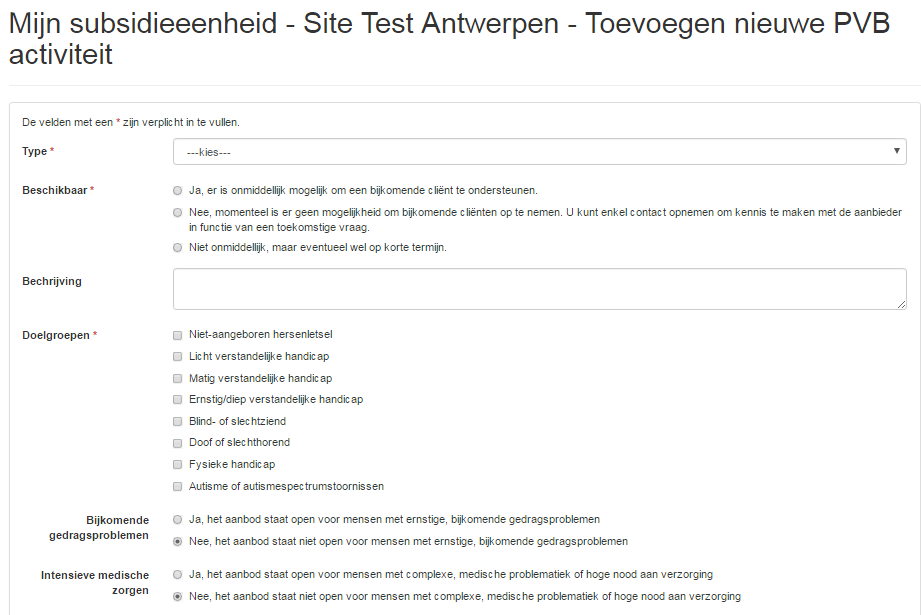 Mijn subsidieeenheid - Site Test Antwerpen - Toevoegen nieuwe PVB
activiteit
De velden met een * zijn verplicht in te vullen.
Type *
---kies---
Beschikbaar *
Ja, er is onmiddellijk mogelijk om een bijkomende cliënt te ondersteunen.
Nee, momenteel is er geen mogelijkheid om bijkomende cliënten op te nemen. U kunt enkel contact opnemen om kennis te maken met de aanbieder
in functie van een toekomstige vraag.
Niet onmiddellijk, maar eventueel wel op korte termijn.
Bechrijving
Doelgroepen *
Niet-aangeboren hersenletsel
Licht verstandelijke handicap
Matig verstandelijke handicap
Ernstig/diep verstandelijke handicap
Blind- of slechtziend
Doof of slechthorend
Fysieke handicap
Autisme of autismespectrumstoornissen
Bijkomende
gedragsproblemen
Ja, het aanbod staat open voor mensen met ernstige, bijkomende gedragsproblemen
Nee, het aanbod staat niet open voor mensen met ernstige, bijkomende gedragsproblemen
Intensieve medische
zorgen
Ja, het aanbod staat open voor mensen met complexe, medische problematiek of hoge nood aan verzorging
Nee, het aanbod staat niet open voor mensen met complexe, medische problematiek of hoge nood aan verzorging